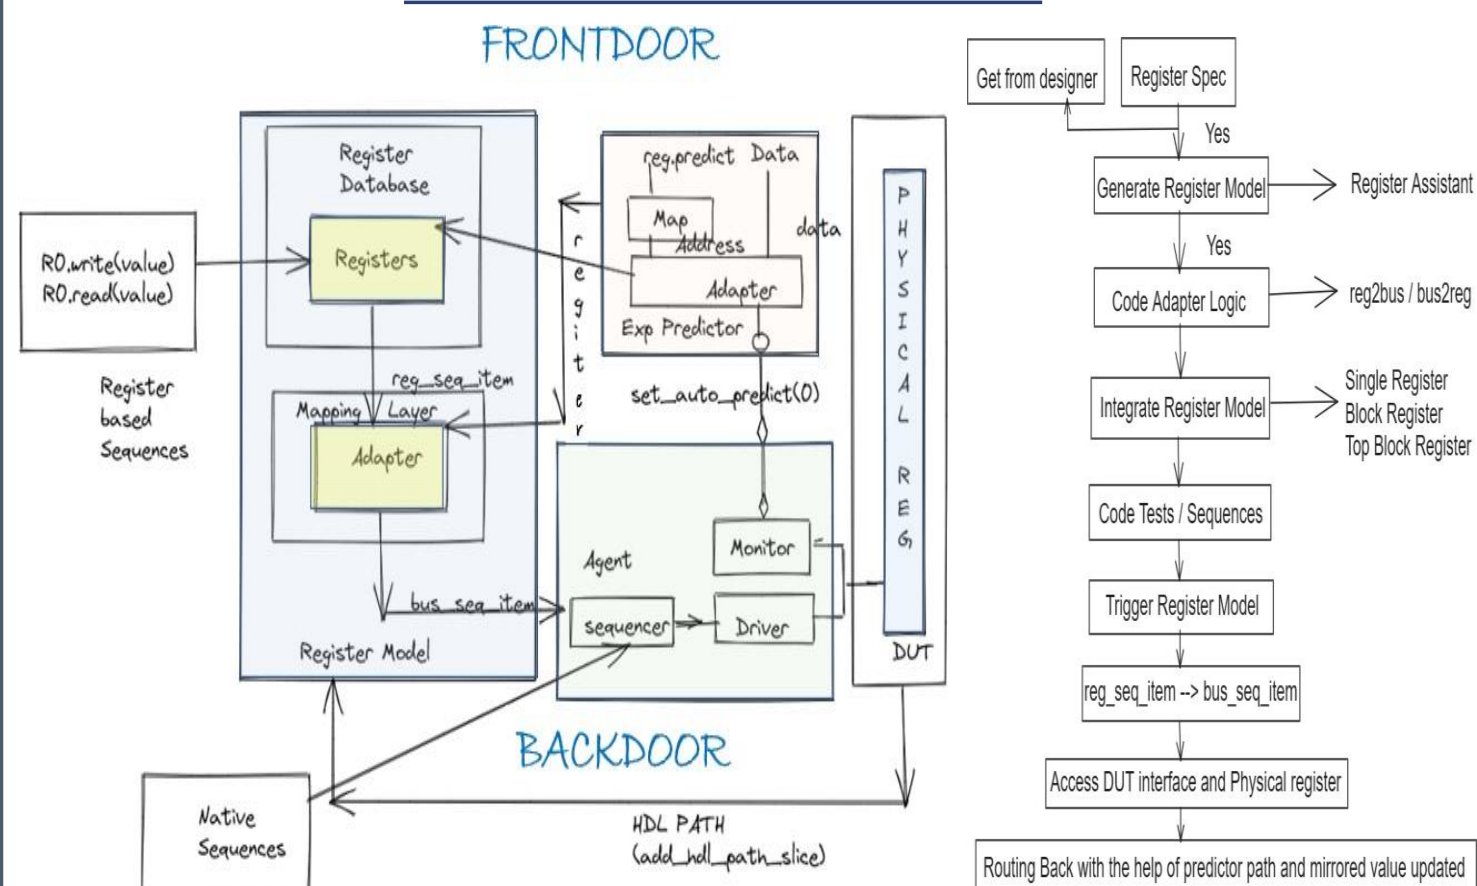 FRONTDOOR
Register
Database
Registers
RO.write(value)
RO.read(value)
Register
based
Sequences
reg_seq_item
Mapping Layer
Adapter
bus_seq_item
Register Model
reg.predict Data
Map
Address
data
Adapter
Exp Predictor
r
e
g
i
t
e
r
set_auto_predict(0)
Agent
Monitor
sequencer
Driver
P
H
Y
S
I
C
A
L
R
E
G
DUT
BACKDOOR
Native
Sequences
HDL PATH
(add_hdl_path_slice)
Get from designer
Register Spec
Yes
Generate Register Model
Register Assistant
Yes
Code Adapter Logic
reg2bus / bus2reg
Integrate Register Model
Single Register
Block Register
Top Block Register
Code Tests / Sequences
Trigger Register Model
reg_seq_item --> bus_seq_item
Access DUT interface and Physical register
Routing Back with the help of predictor path and mirrored value updated